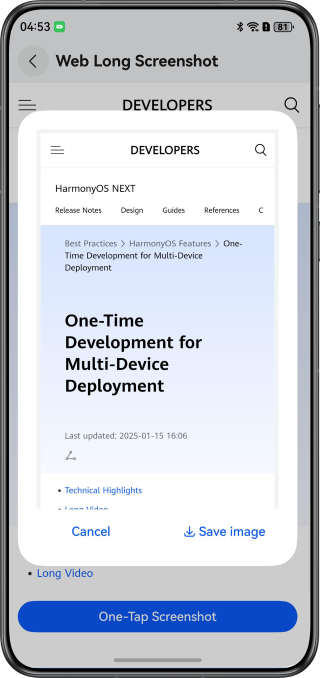 04:53
81
Web Long Screenshot
DEVELOPERS
DEVELOPERS
HarmonyOS NEXT
Release Notes Design Guides References C
Best Practices > HarmonyOS Features > One-
Time Development for Multi-Device
Deployment
One-Time
Development for
Multi-Device
Deployment
Last updated: 2025-01-15 16:06
• Technical Highlights
• Long Video
Cancel Save image
• Long Video
One-Tap Screenshot